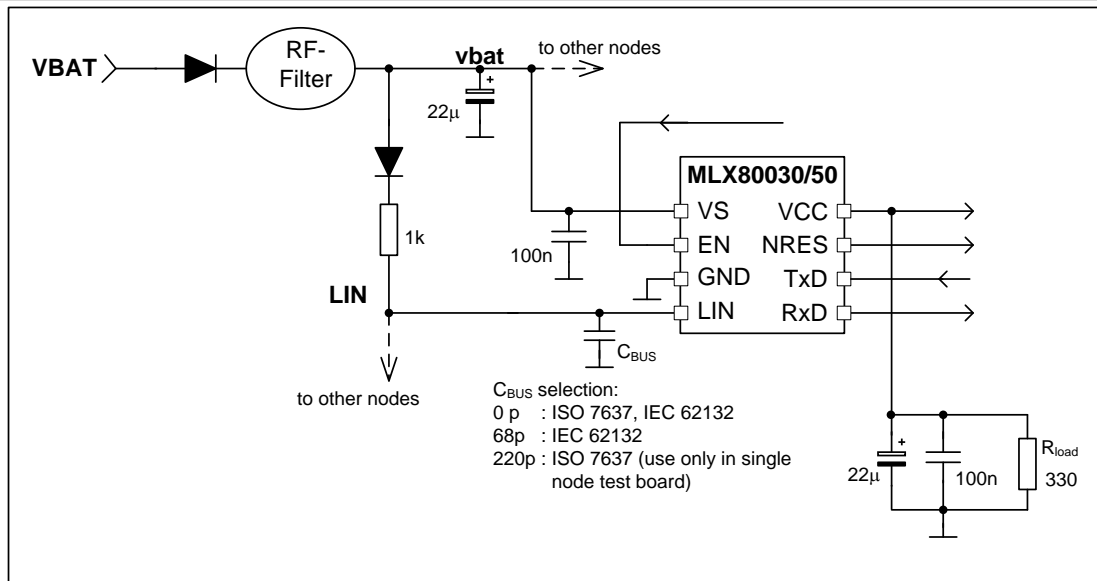 VBAT
RF-
Filter
vbat
to other nodes
22µ
1k
LIN
to other nodes
100n
MLX80030/50
VS VCC
EN NRES
GND TxD
LIN RxD
CBUS
CBUS selection:
0 p : ISO 7637, IEC 62132
68p : IEC 62132
220p : ISO 7637 (use only in single
node test board)
22µ
100n
Rload
330